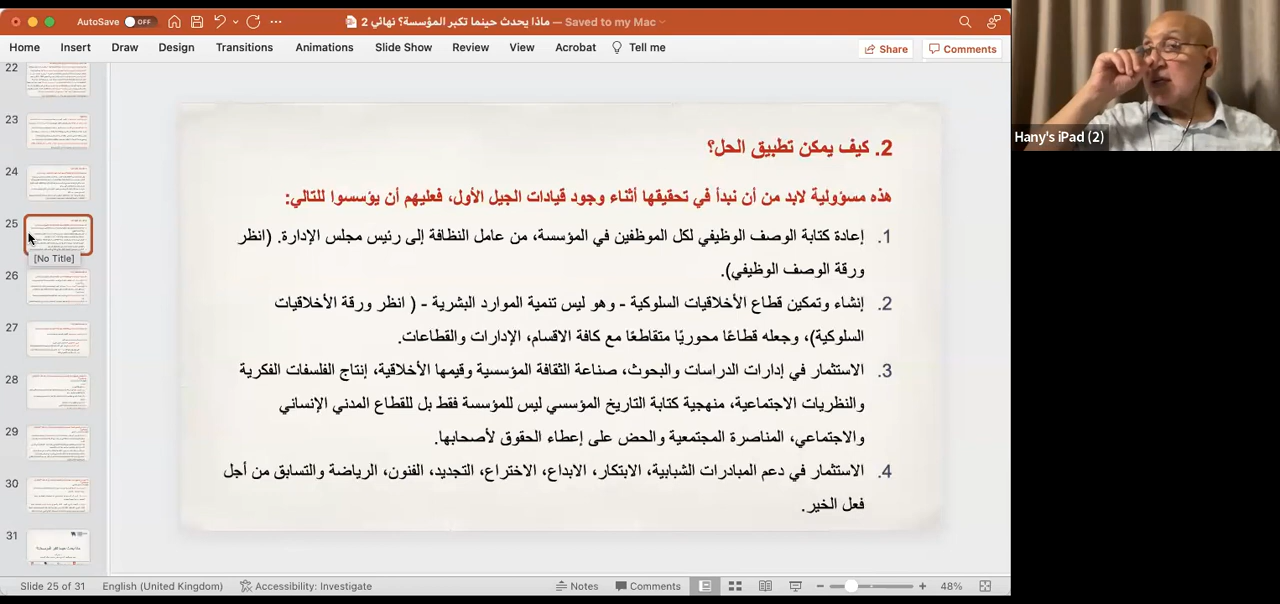 AutoSave OFF
ماذا يحدث حينما تكبر المؤسسة؟ نهائي 2 — Saved to my Mac
Home Insert Draw Design Transitions Animations Slide Show Review View Acrobat Tell me Share Comments
22
23
24
25
[No Title]
26
27
28
29
30
31
2. كيف يمكن تطبيق الحل؟
هذه مسؤولية لابد من أن نبدأ في تحقيقها أثناء وجود قيادات الجيل الاول، فعليهم أن يؤسسوا للتالي:
1. إعادة كتابة الوصف الوظيفي لكل الموظفين في المؤسسة، من عمال النظافة إلى رئيس مجلس الإدارة. (انظر
ورقة الوصف الوظيفي).
2. إنشاء وتمكين قطاع الأخلاقيات السلوكية - وهو ليس تنمية الموارد البشرية - ( انظر ورقة الأخلاقيات
السلوكية)، وجعله قطاعًا محوريًا متقاطعًا مع كافة الاقسام، الإدارات والقطاعات.
3. الاستثمار في إدارات الدراسات والبحوث، صناعة الثقافة المؤسسية وقيمها الأخلاقية، إنتاج الفلسفات الفكرية
والنظريات الاجتماعية، منهجية كتابة التاريخ المؤسسي ليس للمؤسسة فقط بل للقطاع المدني الإنساني
والاجتماعي، المناصرة المجتمعية والحض على إعطاء الحقوق لأصحابها.
4. الاستثمار في دعم المبادرات الشبابية، الابتكار، الابداع، الاختراع، التجديد، الفنون، الرياضة والتسابق من أجل
فعل الخير.
Hany's iPad (2)
Slide 25 of 31 English (United Kingdom) Accessibility: Investigate Notes Comments 48%